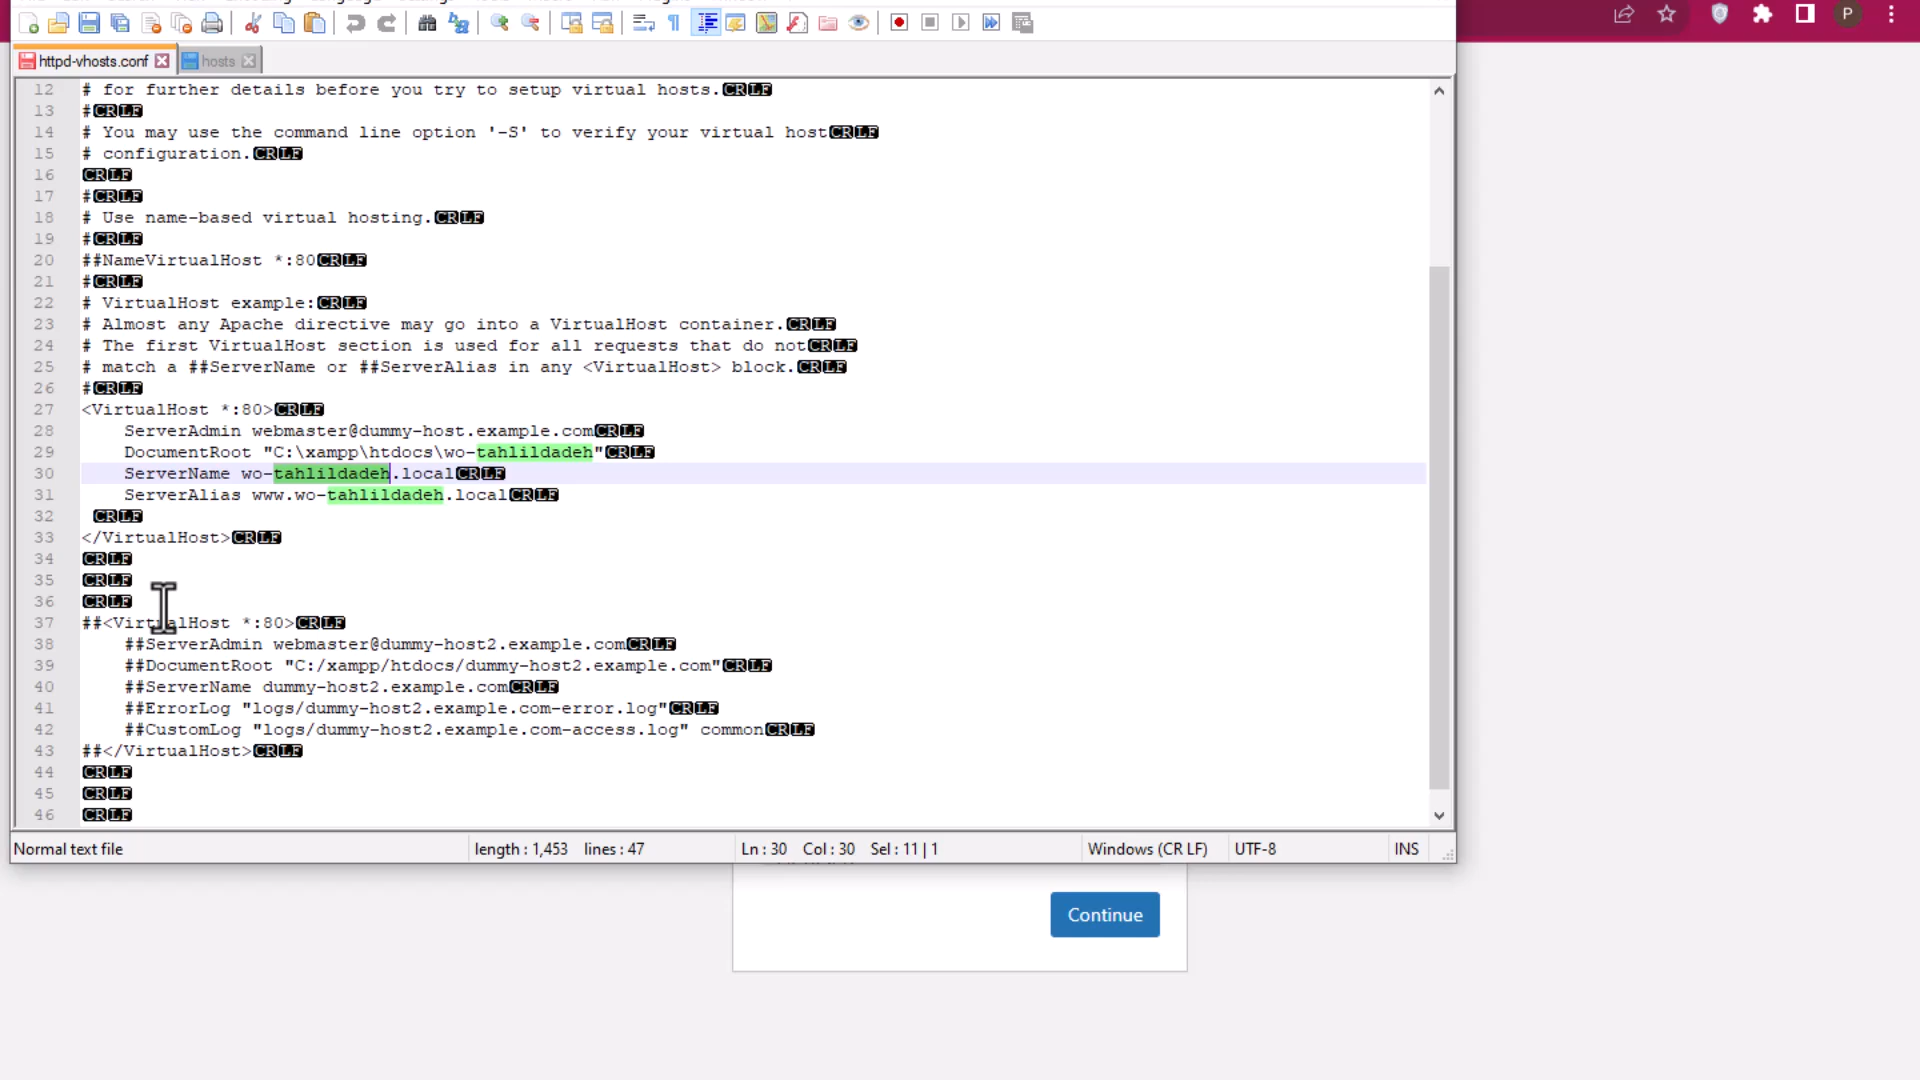 httpd-vhosts.conf
hosts
12 # for further details before you try to setup virtual hosts.CRLF
13 #CRLF
14 # You may use the command line option '-S' to verify your virtual hostCRLF
15 # configuration.CRLF
16 CRLF
17 #CRLF
18 # Use name-based virtual hosting.CRLF
19 #CRLF
20 ##NameVirtualHost *:80CRLF
21 #CRLF
22 # VirtualHost example:CRLF
23 # Almost any Apache directive may go into a VirtualHost container.CRLF
24 # The first VirtualHost section is used for all requests that do notCRLF
25 # match a ##ServerName or ##ServerAlias in any <VirtualHost> block.CRLF
26 #CRLF
27 <VirtualHost *:80>CRLF
28 ServerAdmin webmaster@dummy-host.example.comCRLF
29 DocumentRoot "C:\xampp\htdocs\wo-tahlildadeh"CRLF
30 ServerName wo-tahlildadeh.localCRLF
31 ServerAlias www.wo-tahlildadeh.localCRLF
32 CRLF
33 </VirtualHost>CRLF
34 CRLF
35 CRLF
36 CRLF
37 ##<VirtualHost *:80>CRLF
38 ##ServerAdmin webmaster@dummy-host2.example.comCRLF
39 ##DocumentRoot "C:/xampp/htdocs/dummy-host2.example.com"CRLF
40 ##ServerName dummy-host2.example.comCRLF
41 ##ErrorLog "logs/dummy-host2.example.com-error.log"CRLF
42 ##CustomLog "logs/dummy-host2.example.com-access.log" commonCRLF
43 ##</VirtualHost>CRLF
44 CRLF
45 CRLF
46 CRLF
Normal text file length : 1,453 lines : 47 Ln : 30 Col : 30 Sel : 11 | 1 Windows (CR LF) UTF-8 INS
Continue
P